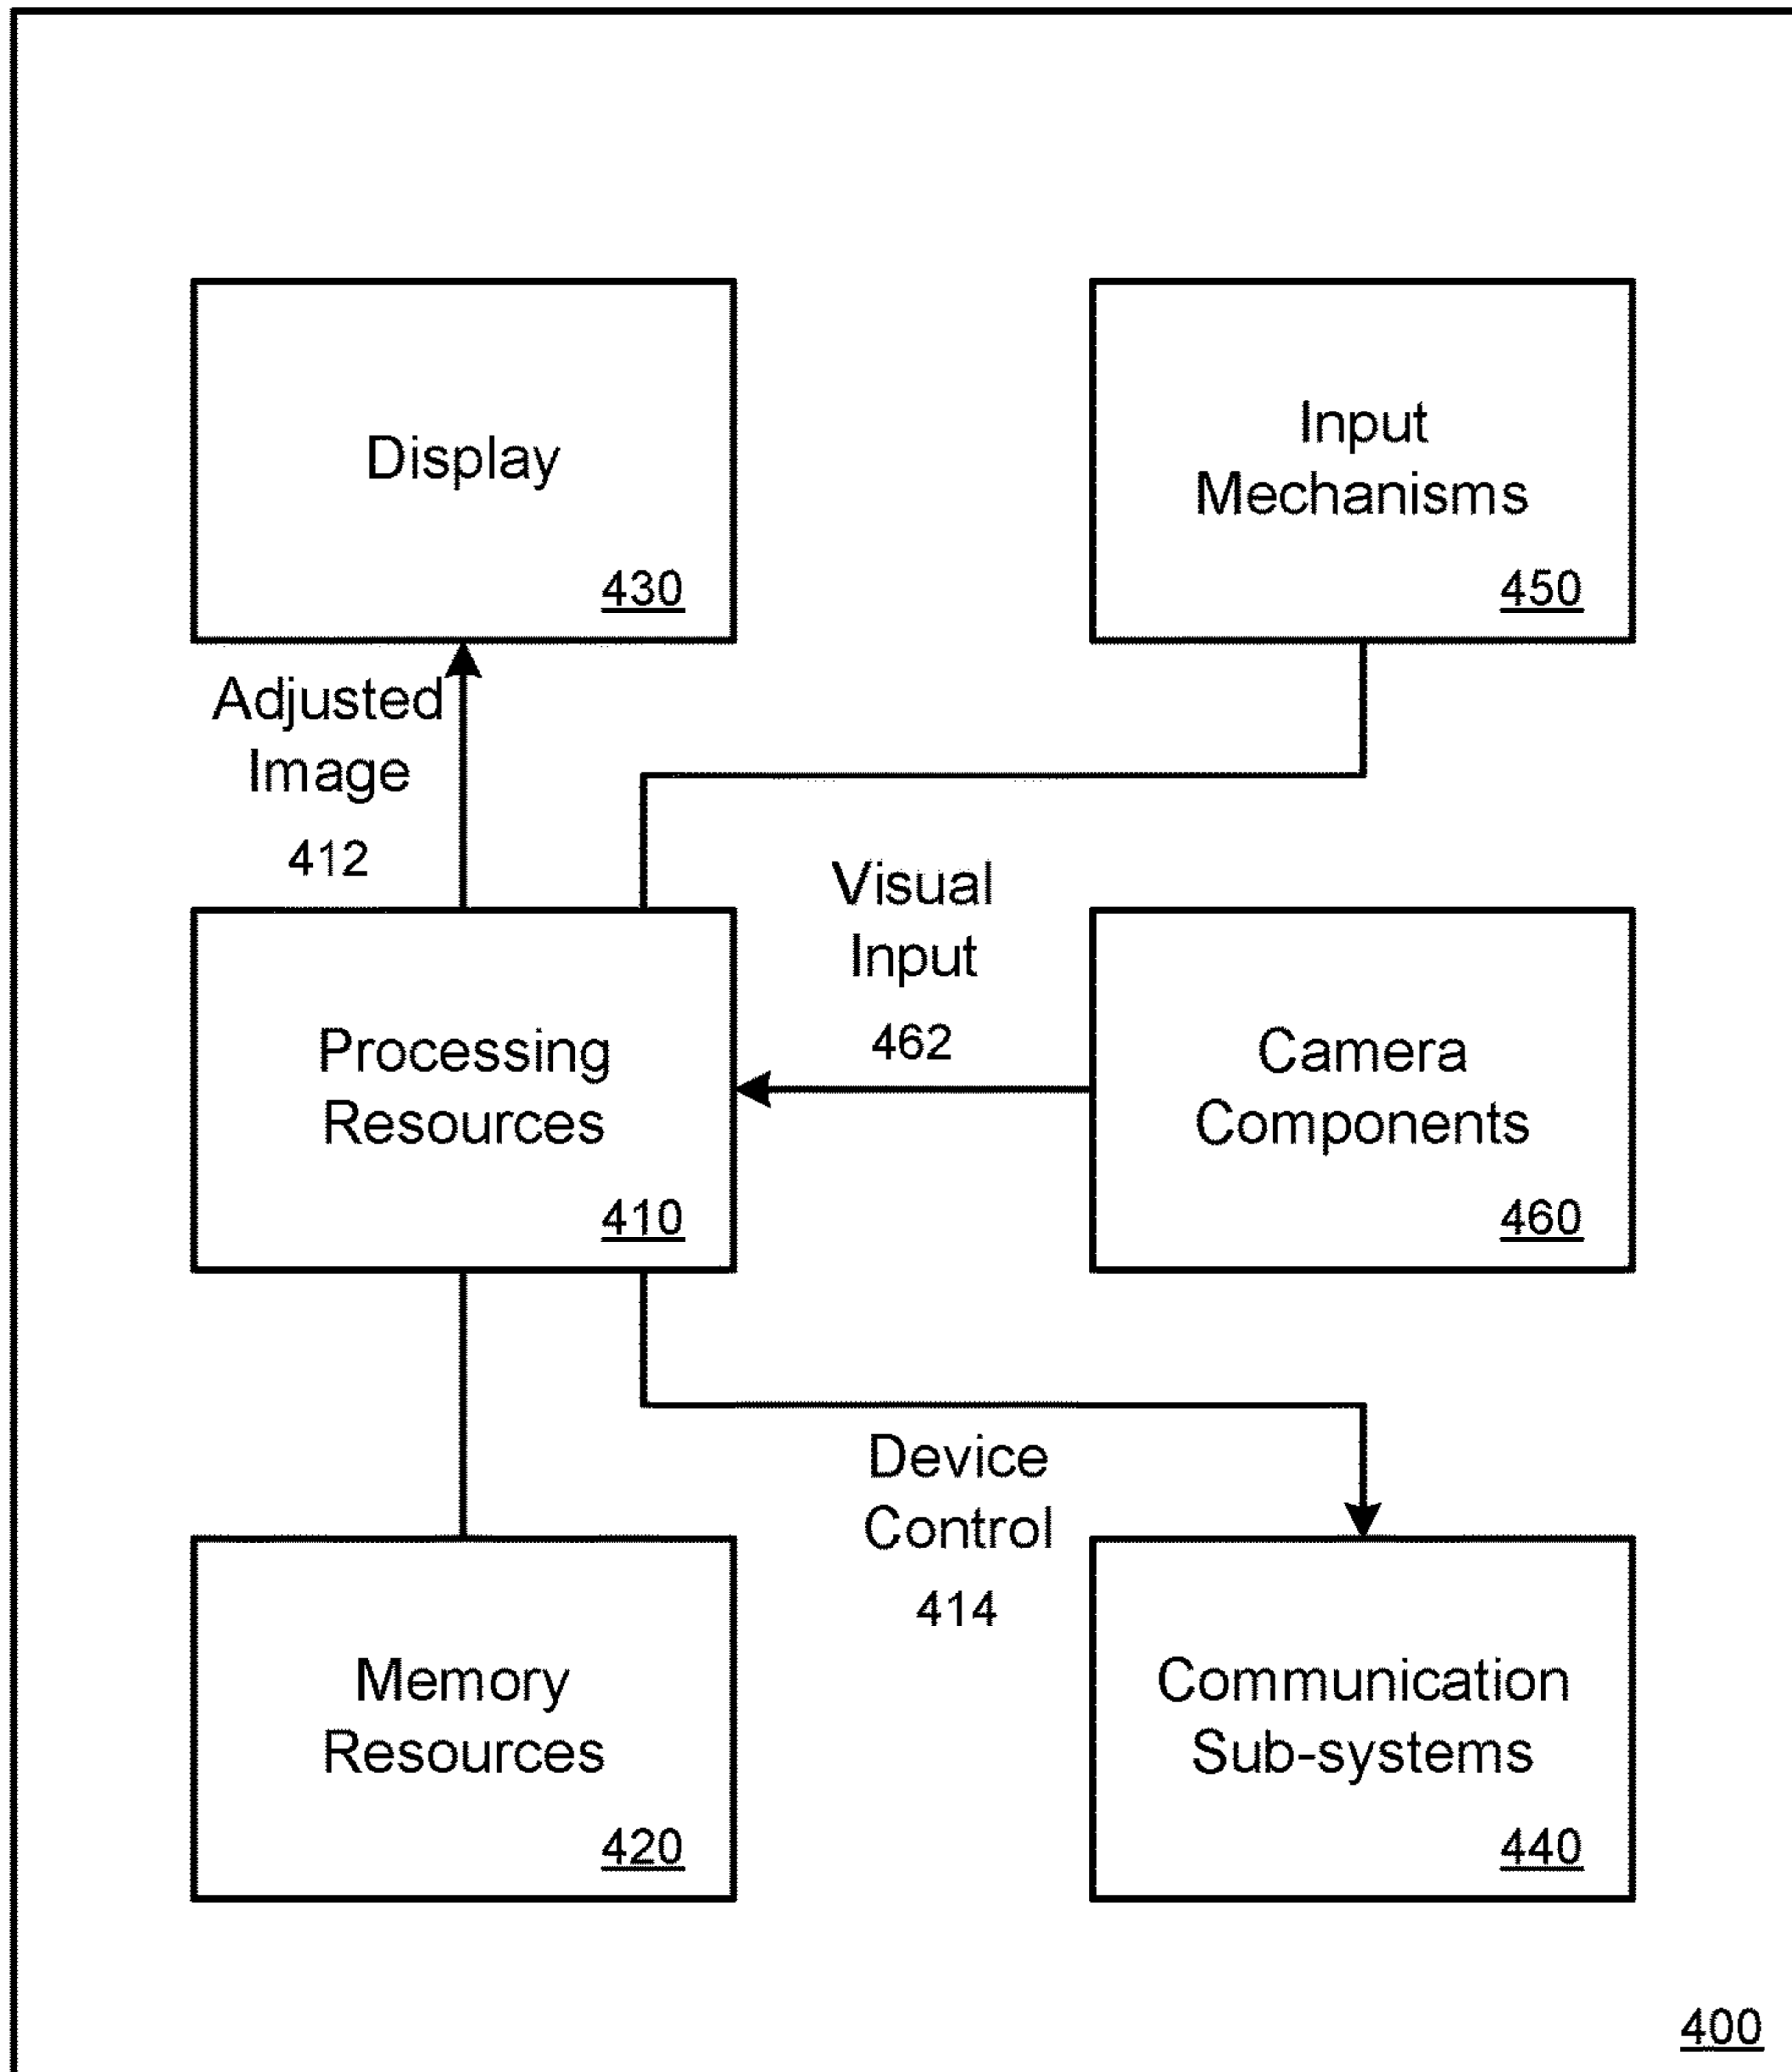 Display
430
Input
Mechanisms
450
Adjusted
Image
412
Visual
Input
462
Processing
Resources
410
Camera
Components
460
Device
Control
414
Memory
Resources
420
Communication
Sub-systems
440
400